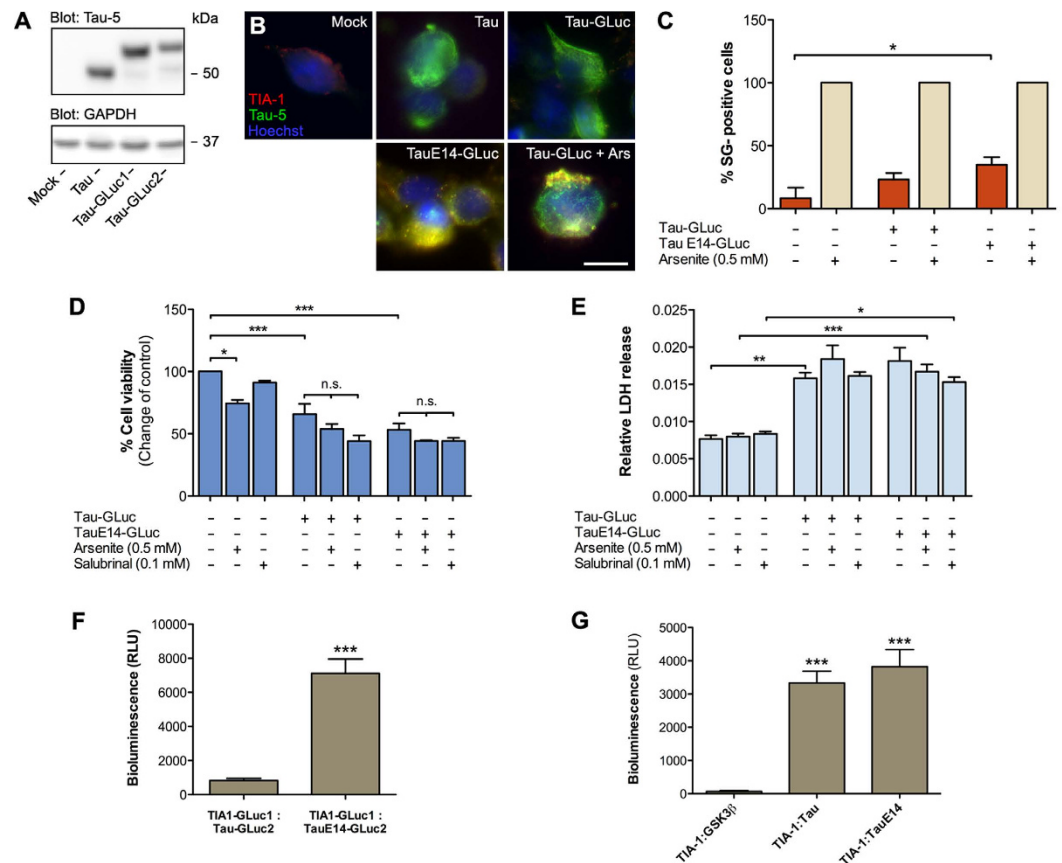 A
Blot: Tau-5
kDa
– 50
Blot: GAPDH
– 37
Mock –
Tau –
Tau-GLuc1–
Tau-GLuc2–
B
Mock
TIA-1
Tau-5
Hoechst
Tau
Tau-GLuc
TauE14-GLuc
Tau-GLuc + Ars
C
% SG- positive cells
150
100
50
0
*
Tau-GLuc – – + + – –
Tau E14-GLuc – – – – + +
Arsenite (0.5 mM) – + – + – +
D
% Cell viability
(Change of control)
150
100
50
0
***
***
*
n.s.
n.s.
Tau-GLuc – – – + + + – – –
TauE14-GLuc – – – – – – + + +
Arsenite (0.5 mM) – + – – + – – + –
Salubrinal (0.1 mM) – – + – – + – – +
E
Relative LDH release
0.025
0.020
0.015
0.010
0.005
0.000
*
***
**
Tau-GLuc – – – + + + – – –
TauE14-GLuc – – – – – – + + +
Arsenite (0.5 mM) – + – – + – – + –
Salubrinal (0.1 mM) – – + – – + – – +
F
Bioluminescence (RLU)
10000
8000
6000
4000
2000
0
***
TIA1-GLuc1 :
Tau-GLuc2
TIA1-GLuc1 :
TauE14-GLuc2
G
Bioluminescence (RLU)
5000
4000
3000
2000
1000
0
***
***
TIA-1:GSK3β
TIA-1:Tau
TIA-1:TauE14